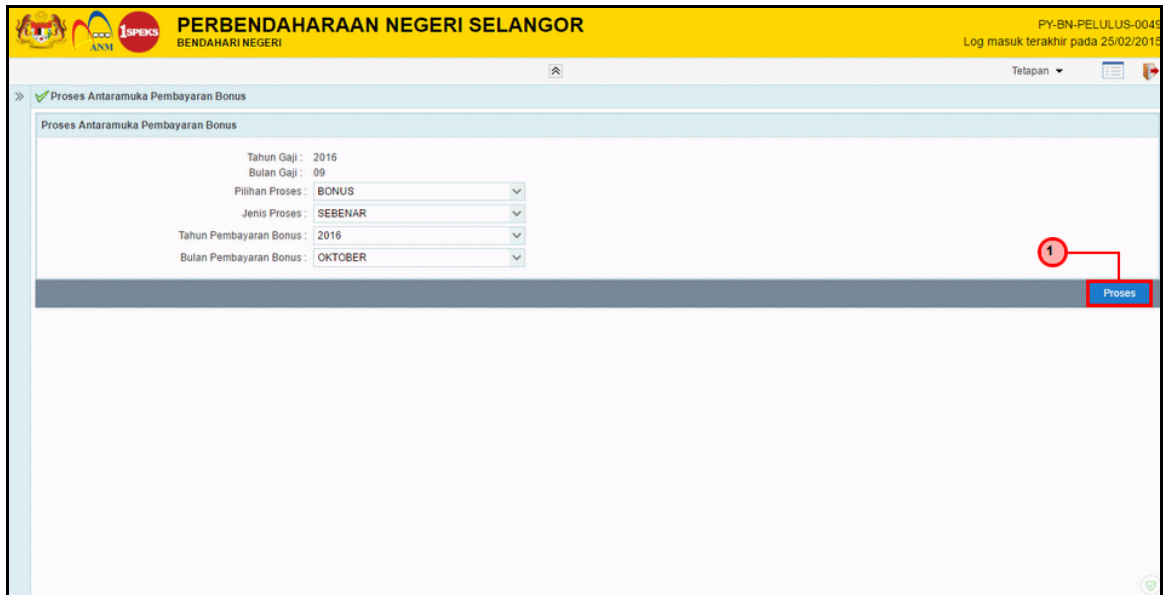 ANM
1SPEKS
PERBENDAHARAAN NEGERI SELANGOR
BENDAHARI NEGERI
PY-BN-PELULUS-0049
Log masuk terakhir pada 25/02/2015
Tetapan
Proses Antaramuka Pembayaran Bonus
Proses Antaramuka Pembayaran Bonus
Tahun Gaji : 2016
Bulan Gaji : 09
Pilihan Proses : BONUS
Jenis Proses : SEBENAR
Tahun Pembayaran Bonus : 2016
Bulan Pembayaran Bonus : OKTOBER
1
Proses